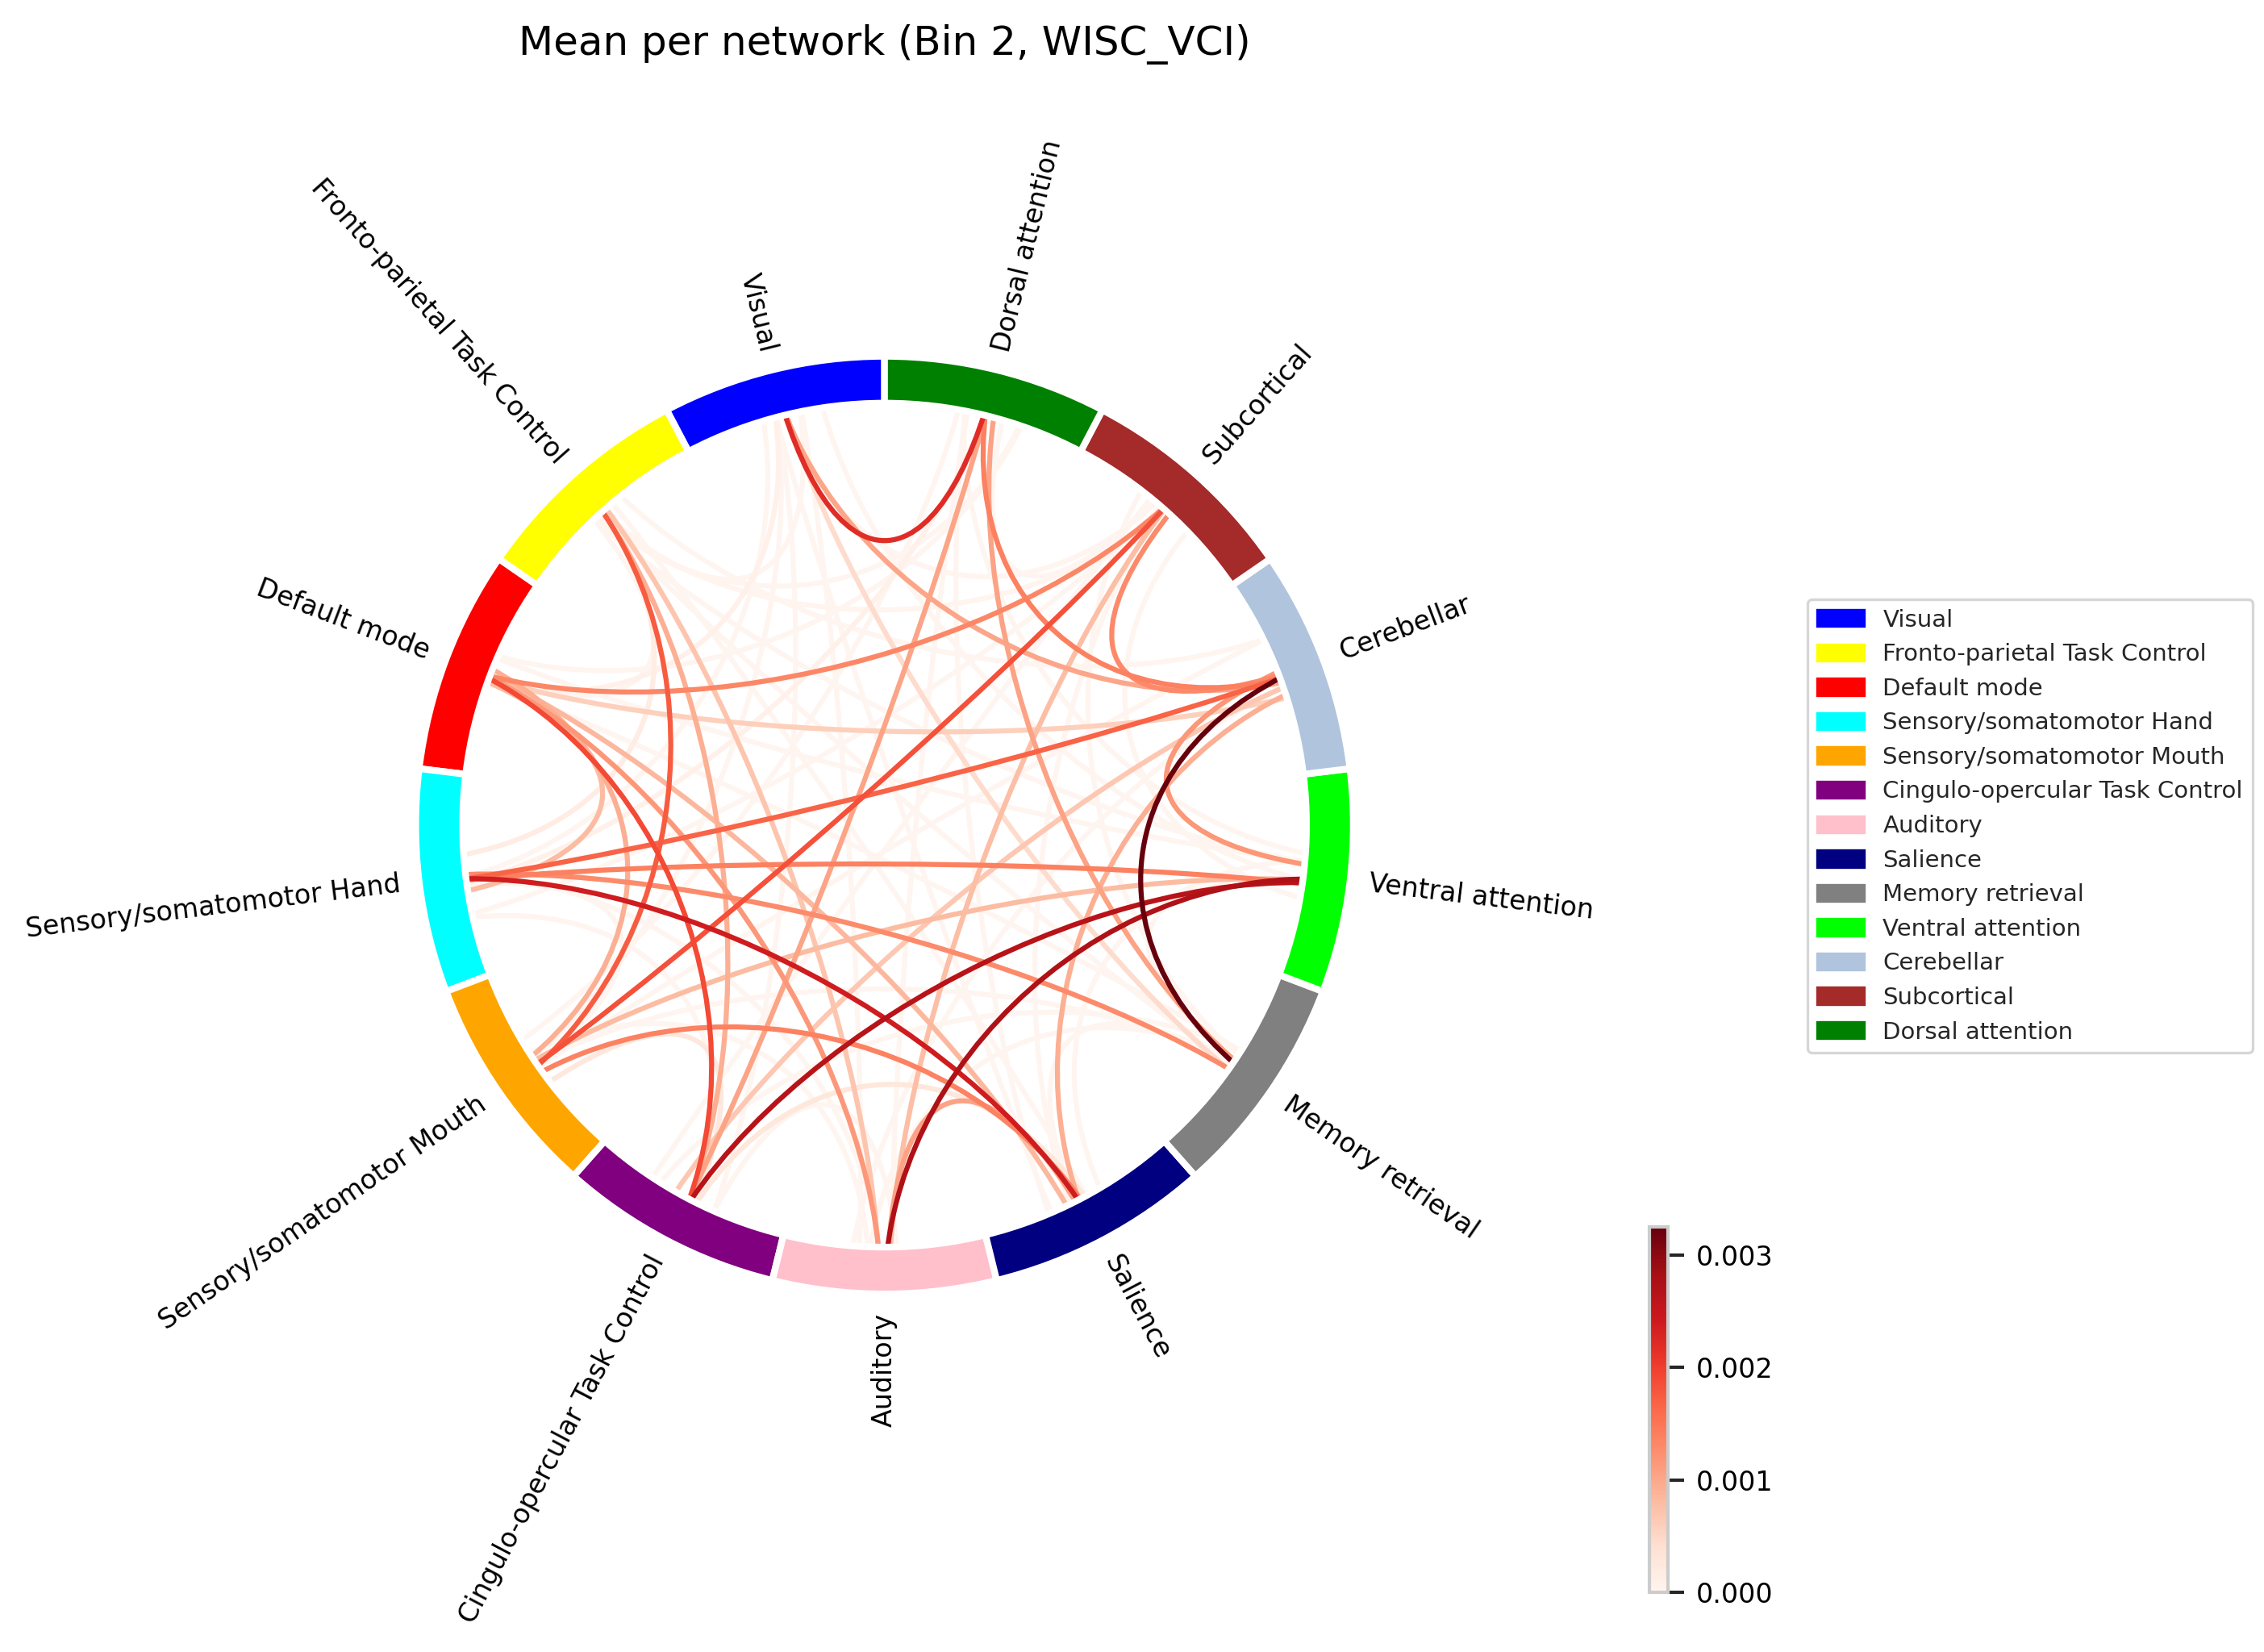 Mean per network (Bin 2, WISC_VCI)
Dorsal attention
Fronto-parietal Task Control
Visual
Subcortical
Default mode
Cerebellar
Sensory/somatomotor Hand
Ventral attention
Sensory/somatomotor Mouth
Memory retrieval
Cingulo-opercular Task Control
Auditory
Salience
Visual
Fronto-parietal Task Control
Default mode
Sensory/somatomotor Hand
Sensory/somatomotor Mouth
Cingulo-opercular Task Control
Auditory
Salience
Memory retrieval
Ventral attention
Cerebellar
Subcortical
Dorsal attention
0.003
0.002
0.001
0.000